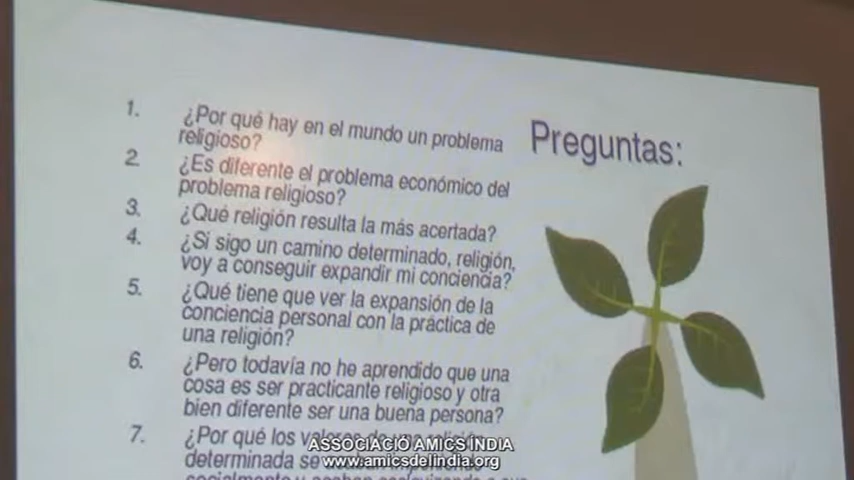 Preguntas:
1. ¿Por qué hay en el mundo un problema
religioso?
2. ¿Es diferente el problema económico del
problema religioso?
3. ¿Qué religión resulta la más acertada?
4. ¿Si sigo un camino determinado, religión,
voy a conseguir expandir mi conciencia?
5. ¿Qué tiene que ver la expansión de la
conciencia personal con la práctica de
una religión?
6. ¿Pero todavía no he aprendido que una
cosa es ser practicante religioso y otra
bien diferente ser una buena persona?
7. ¿Por qué los
determinada se
socialmente y acaban
ASSOCIACIÓ AMICS ÍNDIA
www.amicsdelindia.org